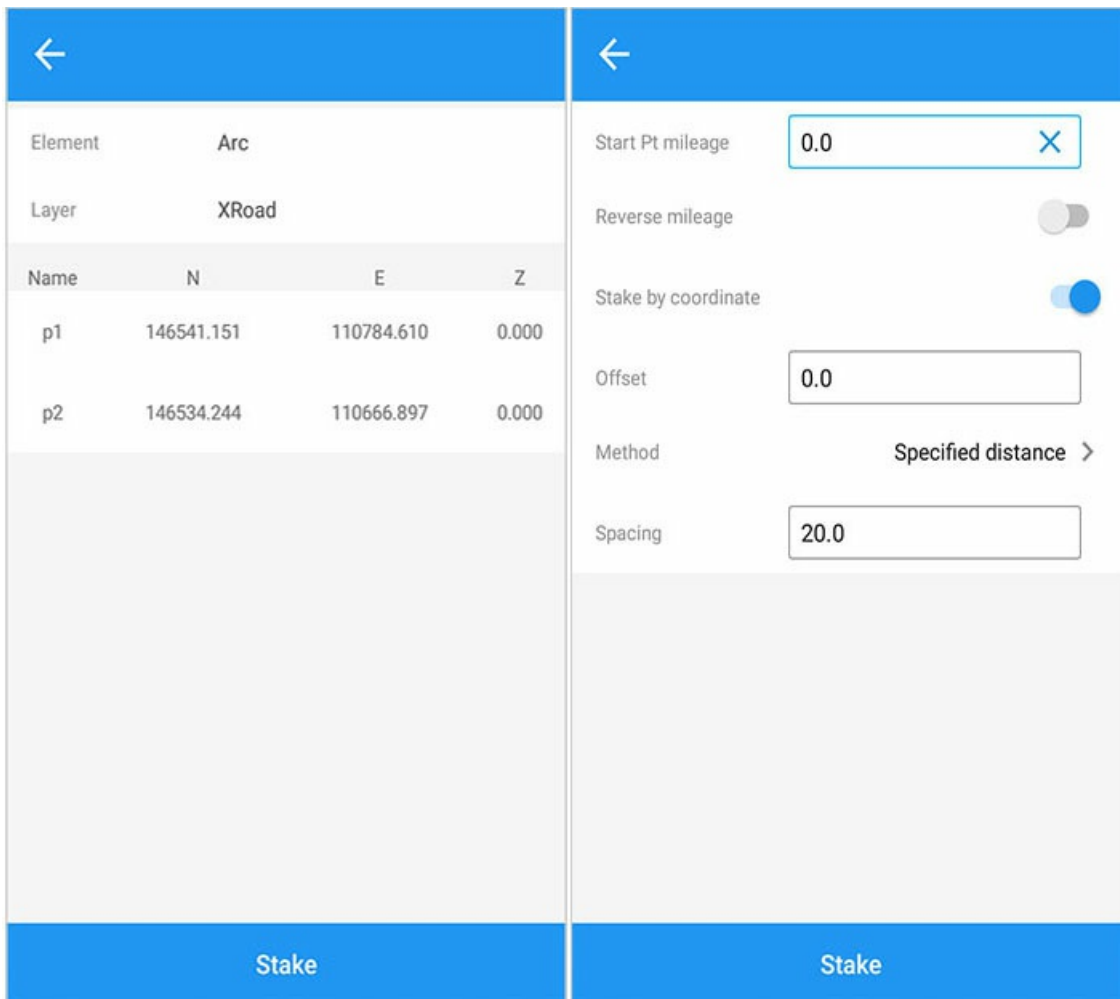 Element Arc
Layer XRoad
Name N E Z
p1 146541.151 110784.610 0.000
p2 146534.244 110666.897 0.000
Stake
Start Pt mileage 0.0
Reverse mileage
Stake by coordinate
Offset 0.0
Method Specified distance
Spacing 20.0
Stake